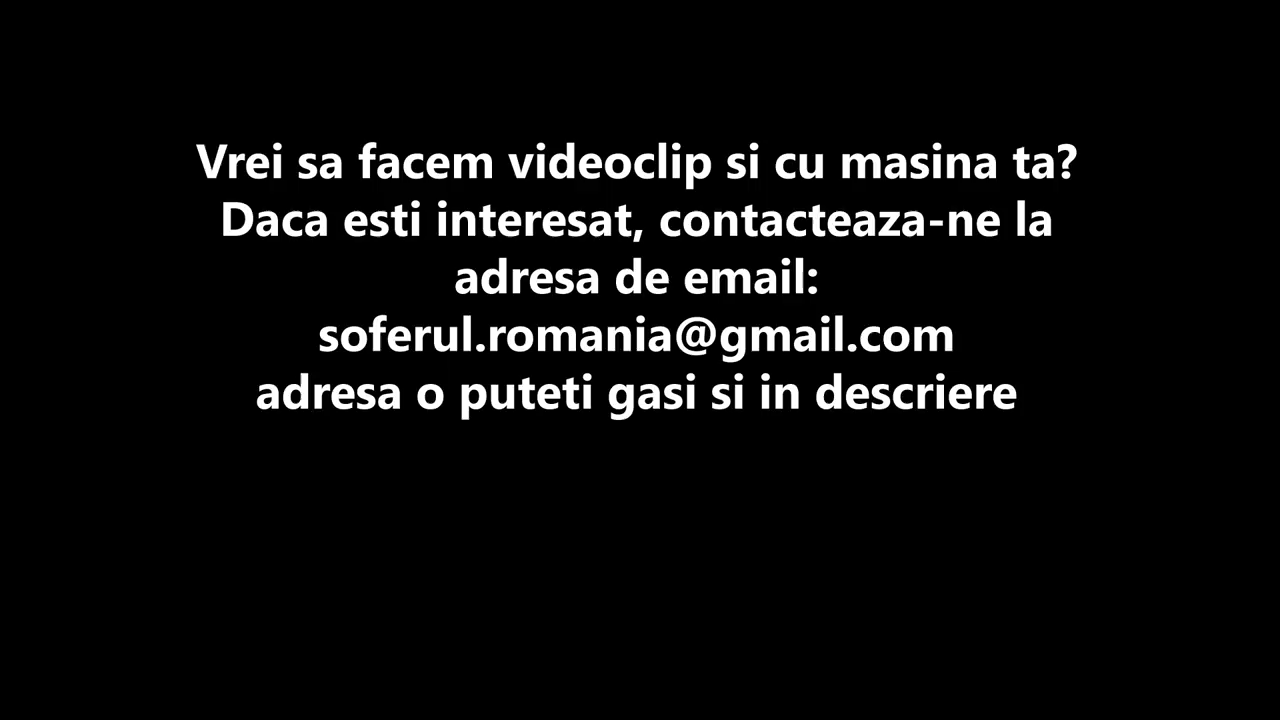 Vrei sa facem videoclip si cu masina ta?
Daca esti interesat, contacteaza-ne la
adresa de email:
soferul.romania@gmail.com
adresa o puteti gasi si in descriere